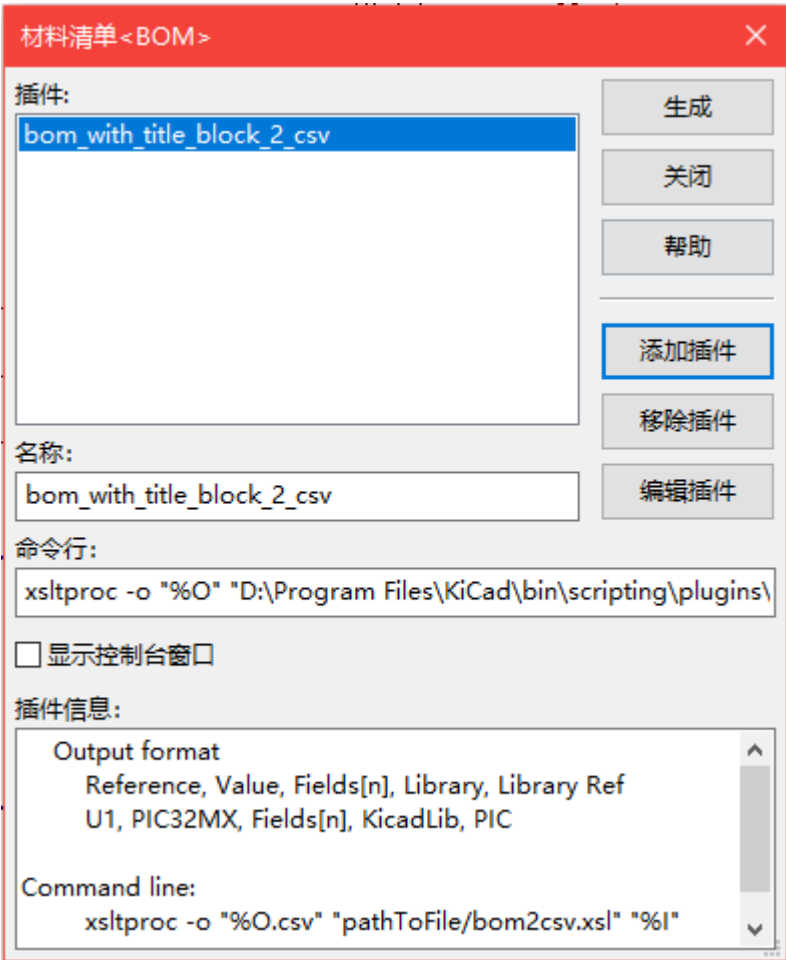 材料清单<BOM>
插件:
bom_with_title_block_2_csv
生成
关闭
帮助
添加插件
移除插件
编辑插件
名称:
bom_with_title_block_2_csv
命令行:
xsltproc -o "%O" "D:\Program Files\KiCad\bin\scripting\plugins\
显示控制台窗口
插件信息:
Output format
Reference, Value, Fields[n], Library, Library Ref
U1, PIC32MX, Fields[n], KicadLib, PIC
Command line:
xsltproc -o "%O.csv" "pathToFile/bom2csv.xsl" "%I"